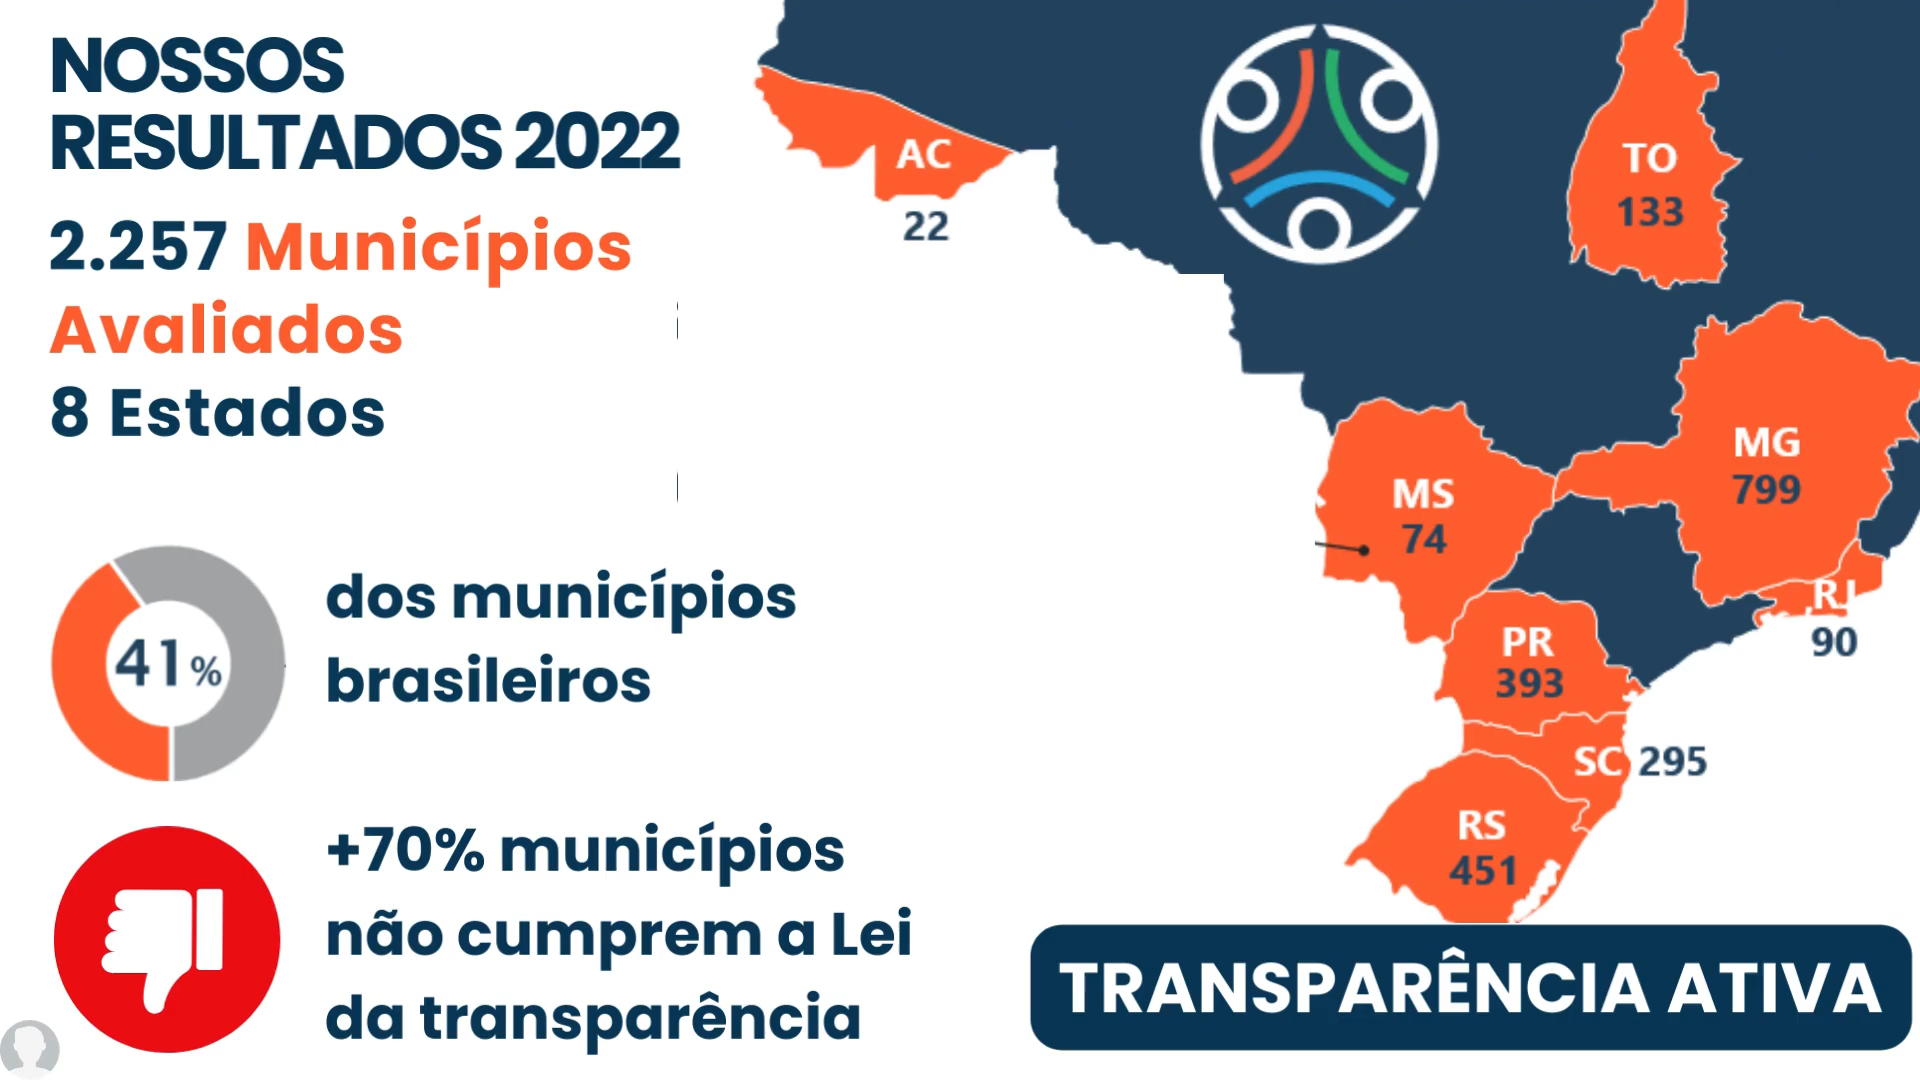 NOSSOS
RESULTADOS 2022
2.257 Municípios
Avaliados
8 Estados
41%
dos municípios
brasileiros
+70% municípios
não cumprem a Lei
da transparência
AC
22
TO
133
MG
799
MS
74
RJ
90
PR
393
SC 295
RS
451
TRANSPARÊNCIA ATIVA